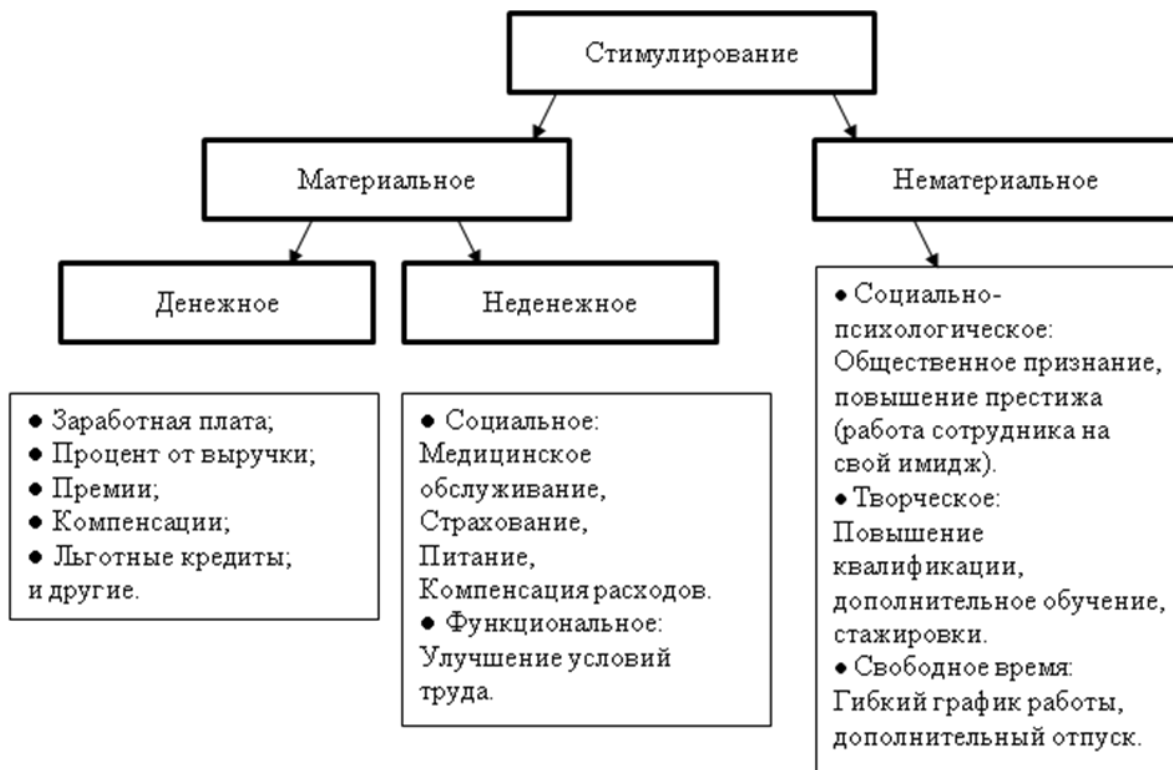 Стимулирование
Материальное
Нематериальное
Денежное
Неденежное
● Заработная плата;
● Процент от выручки;
● Премии;
● Компенсации;
● Льготные кредиты;
и другие.
● Социальное:
Медицинское
обслуживание,
Страхование,
Питание,
Компенсация расходов.
● Функциональное:
Улучшение условий
труда.
● Социально-
психологическое:
Общественное признание,
повышение престижа
(работа сотрудника на
свой имидж).
● Творческое:
Повышение
квалификации,
дополнительное обучение,
стажировки.
● Свободное время:
Гибкий график работы,
дополнительный отпуск.